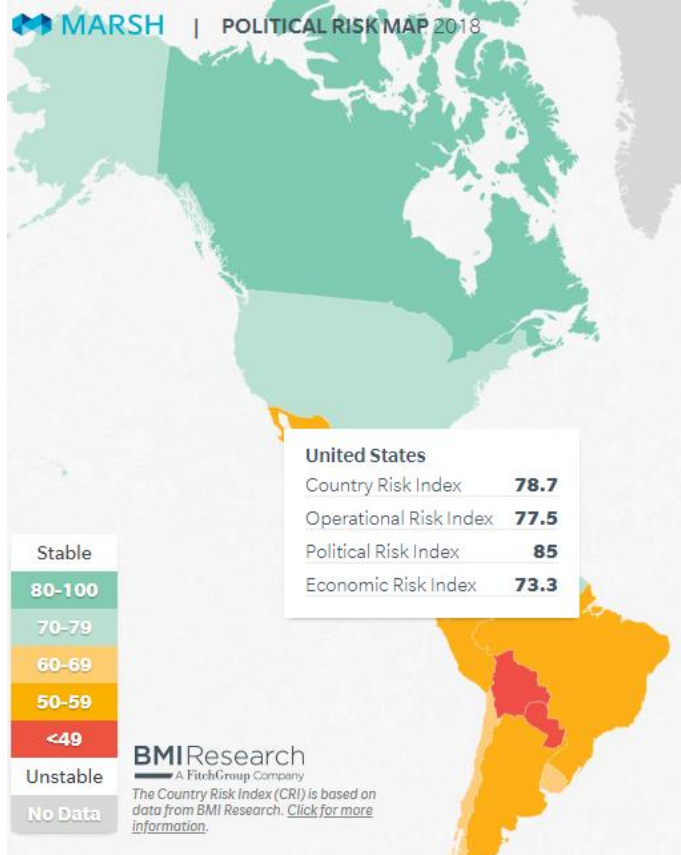 MARSH | POLITICAL RISK MAP 2018
United States
Country Risk Index 78.7
Operational Risk Index 77.5
Political Risk Index 85
Economic Risk Index 73.3
Stable
80-100
70-79
60-69
50-59
<49
Unstable
No Data
BMIResearch
A FitchGroup Company
The Country Risk Index (CRI) is based on
data from BMI Research. Click for more
information.